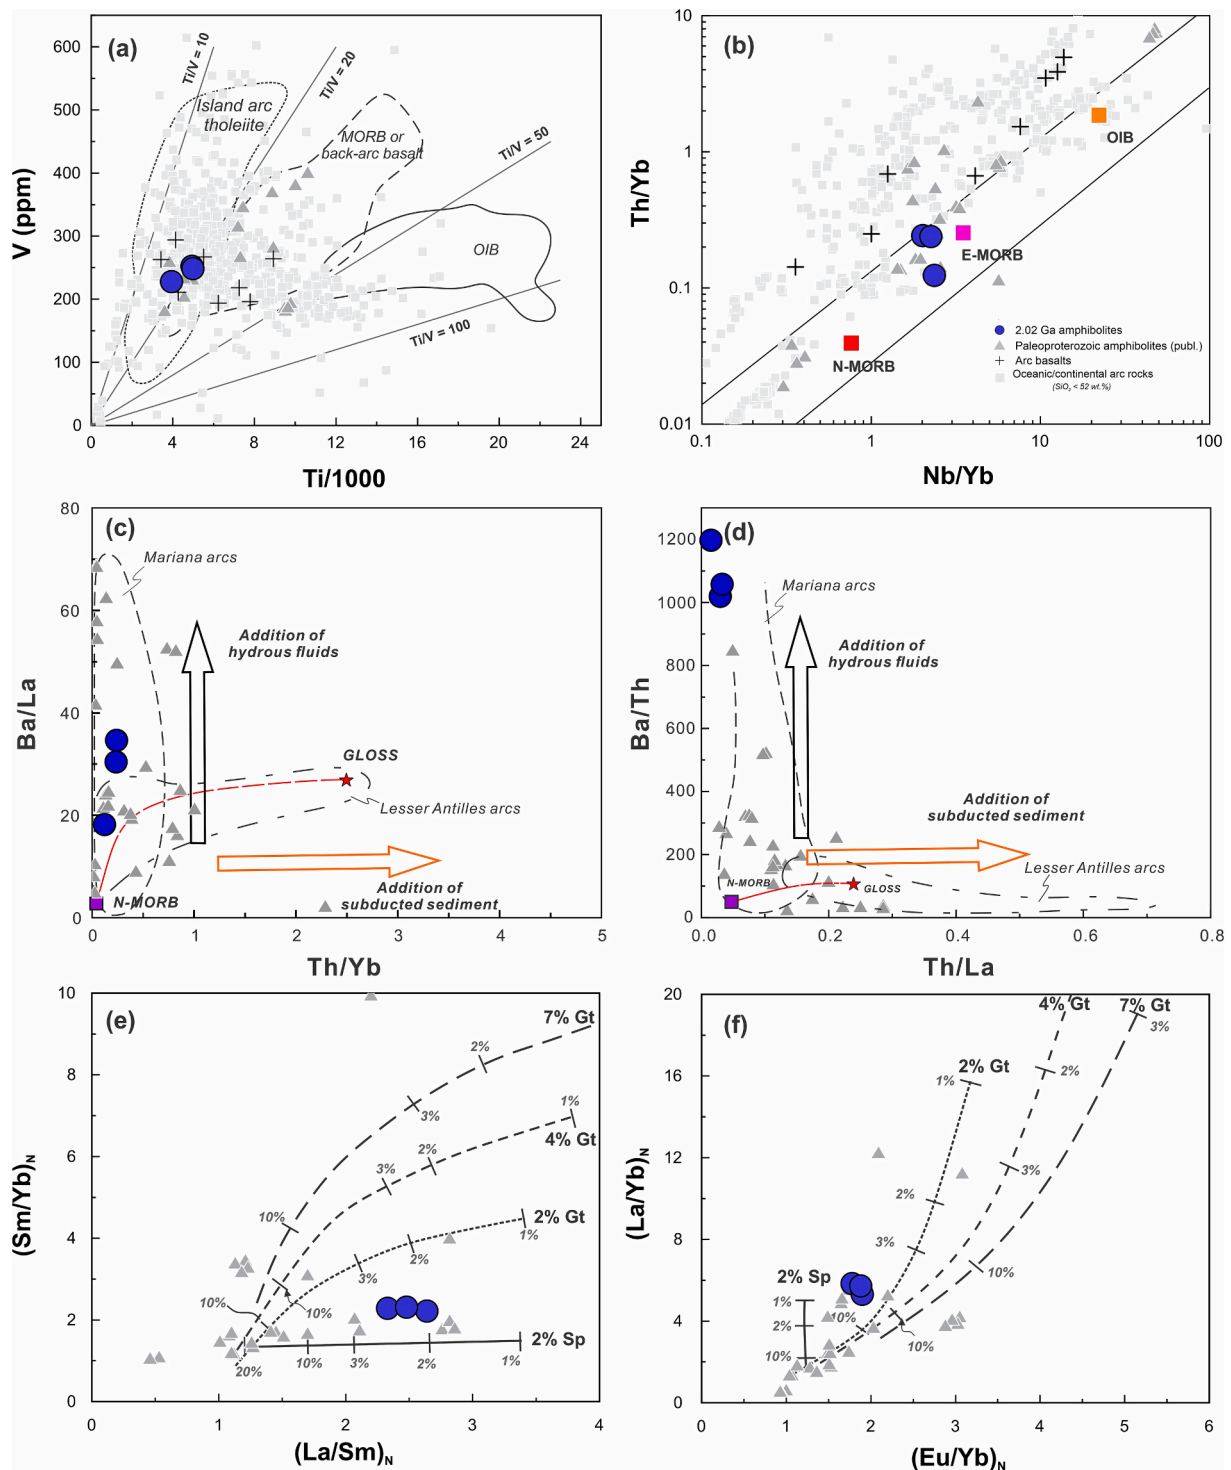 (a)
V (ppm)
600
500
400
300
200
100
0
0
4
8
12
16
20
24
Ti/1000
Ti/V = 10
Ti/V = 20
Ti/V = 50
Ti/V = 100
Island arc
tholeiite
MORB or
back-arc basalt
OIB
(b)
Th/Yb
10
1
0.1
0.01
0.1
1
10
100
Nb/Yb
OIB
E-MORB
N-MORB
2.02 Ga amphibolites
Paleoproterozoic amphibolites (publ.)
Arc basalts
Oceanic/continental arc rocks
(SiO₂ < 52 wt.%)
(c)
Ba/La
80
60
40
20
0
0
1
2
3
4
5
Th/Yb
Mariana arcs
Addition of
hydrous fluids
GLOSS
Lesser Antilles arcs
N-MORB
Addition of
subducted sediment
(d)
Ba/Th
1200
1000
800
600
400
200
0
0.0
0.2
0.4
0.6
0.8
Th/La
Mariana arcs
Addition of
hydrous fluids
Addition of
subducted sediment
Lesser Antilles arcs
N-MORB
GLOSS
(e)
(Sm/Yb)N
10
8
6
4
2
0
0
1
2
3
4
(La/Sm)N
7% Gt
2%
3%
10%
1%
4% Gt
2%
3%
10%
2% Gt
1%
2%
3%
10%
20%
2% Sp
10%
3%
2%
1%
(f)
(La/Yb)N
20
16
12
8
4
0
0
1
2
3
4
5
6
(Eu/Yb)N
4% Gt
7% Gt
3%
2% Gt
1%
2%
3%
2%
3%
10%
10%
10%
2% Sp
1%
2%
10%